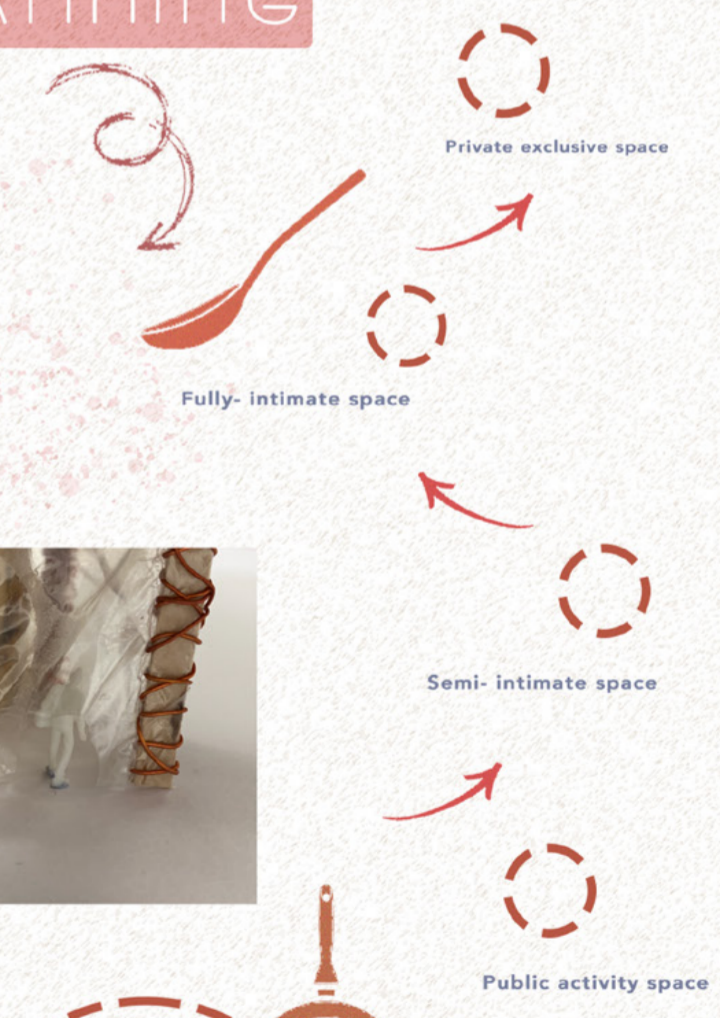 Private exclusive space
Fully- intimate space
Semi- intimate space
Public activity space